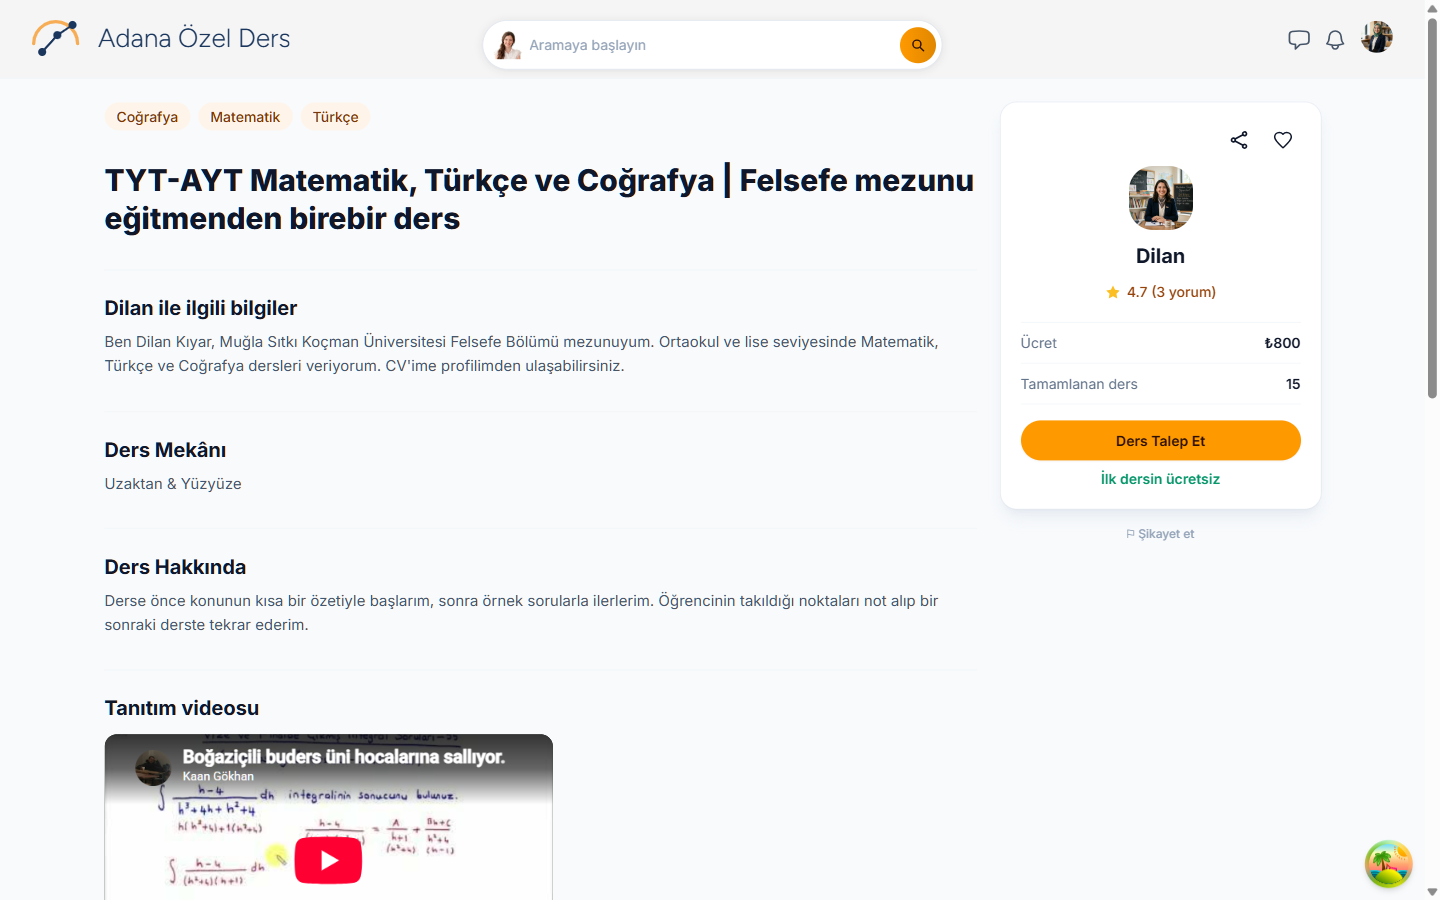 Adana Özel Ders
Aramaya başlayın
Coğrafya
Matematik
Türkçe
TYT-AYT Matematik, Türkçe ve Coğrafya | Felsefe mezunu
eğitmenden birebir ders
Dilan ile ilgili bilgiler
Ben Dilan Kıyar, Muğla Sıtkı Koçman Üniversitesi Felsefe Bölümü mezunuyum. Ortaokul ve lise seviyesinde Matematik,
Türkçe ve Coğrafya dersleri veriyorum. CV'ime profilimden ulaşabilirsiniz.
Ders Mekânı
Uzaktan & Yüzyüze
Ders Hakkında
Derse önce konunun kısa bir özetiyle başlarım, sonra örnek sorularla ilerlerim. Öğrencinin takıldığı noktaları not alıp bir
sonraki derste tekrar ederim.
Tanıtım videosu
Boğaziçili buders üni hocalarına sallıyor.
Kaan Gökhan
integralinin sonucunu bulunuz.
Dilan
4.7 (3 yorum)
Ücret
₺800
Tamamlanan ders
15
Ders Talep Et
İlk dersin ücretsiz
Şikayet et